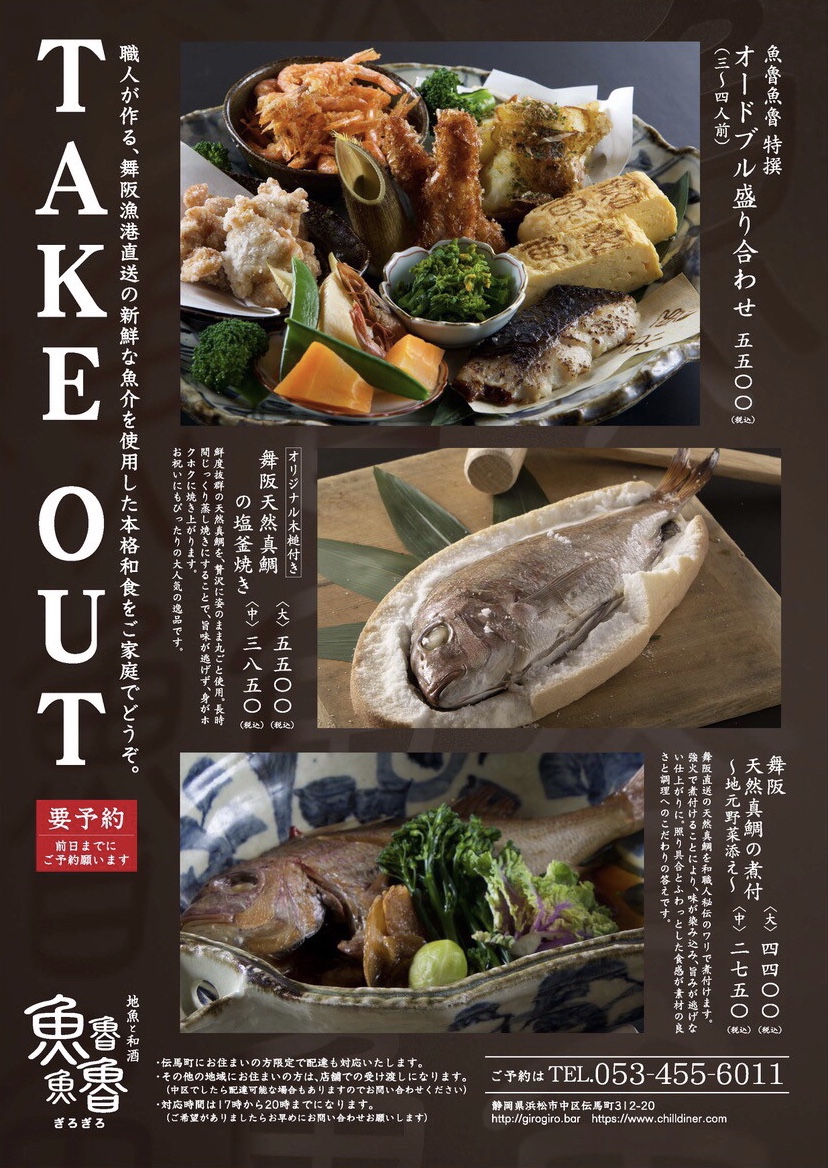 TAKE OUT
職人が作る、舞阪漁港直送の新鮮な魚介を使用した本格和食をご家庭でどうぞ。
要予約
前日までに
ご予約願います
魚魯魚魯 特撰
オードブル盛り合わせ 五五〇〇(税込)
(三〜四人前)
オリジナル木槌付き
舞阪天然真鯛
の塩釜焼き
〈大〉五五〇〇(税込)
〈中〉三八五〇(税込)
鮮度抜群の天然真鯛を、贅沢に姿のまま丸ごと使用。長時
間じっくり蒸し焼きにすることで、旨味が逃げず、身がホ
クホクに焼き上がります。
お祝いにもぴったりの大人気の逸品です。
舞阪
天然真鯛の煮付
〜地元野菜添え〜
〈大〉四四〇〇(税込)
〈中〉二七五〇(税込)
舞阪直送の天然真鯛を和職人秘伝のワリで煮付けます。
強火で煮付けることにより、味が染み込み、旨みが逃げな
い仕上がりに。照り具合とふわっとした食感が素材の良
さと調理へのこだわりの答えです。
地魚と和酒
魚魯魚魯
ぎろぎろ
・伝馬町にお住まいの方限定で配達も対応いたします。
・その他の地域にお住まいの方は、店舗での受け渡しになります。
(中区でしたら配達可能な場合もありますのでお問い合わせください)
・対応時間は17時から20時までになります。
(ご希望がありましたらお早めにお問い合わせお願いします)
ご予約は TEL.053-455-6011
静岡県浜松市中区伝馬町312-20
http://girogiro.bar https://www.chilldiner.com